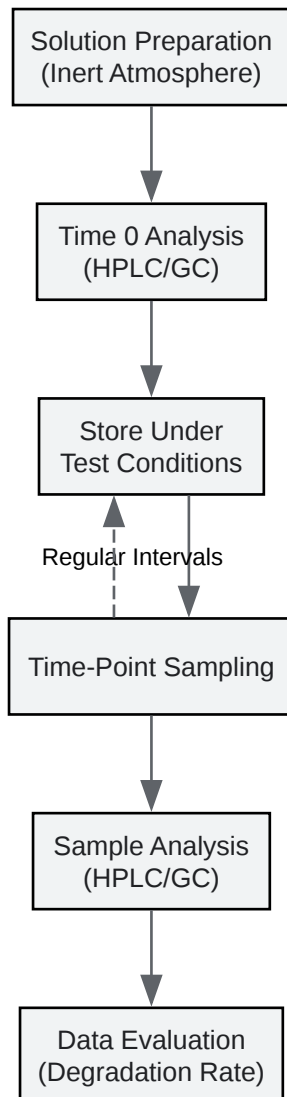 Solution Preparation
(Inert Atmosphere)
Time 0 Analysis
(HPLC/GC)
Store Under
Test Conditions
Regular Intervals
Time-Point Sampling
Sample Analysis
(HPLC/GC)
Data Evaluation
(Degradation Rate)